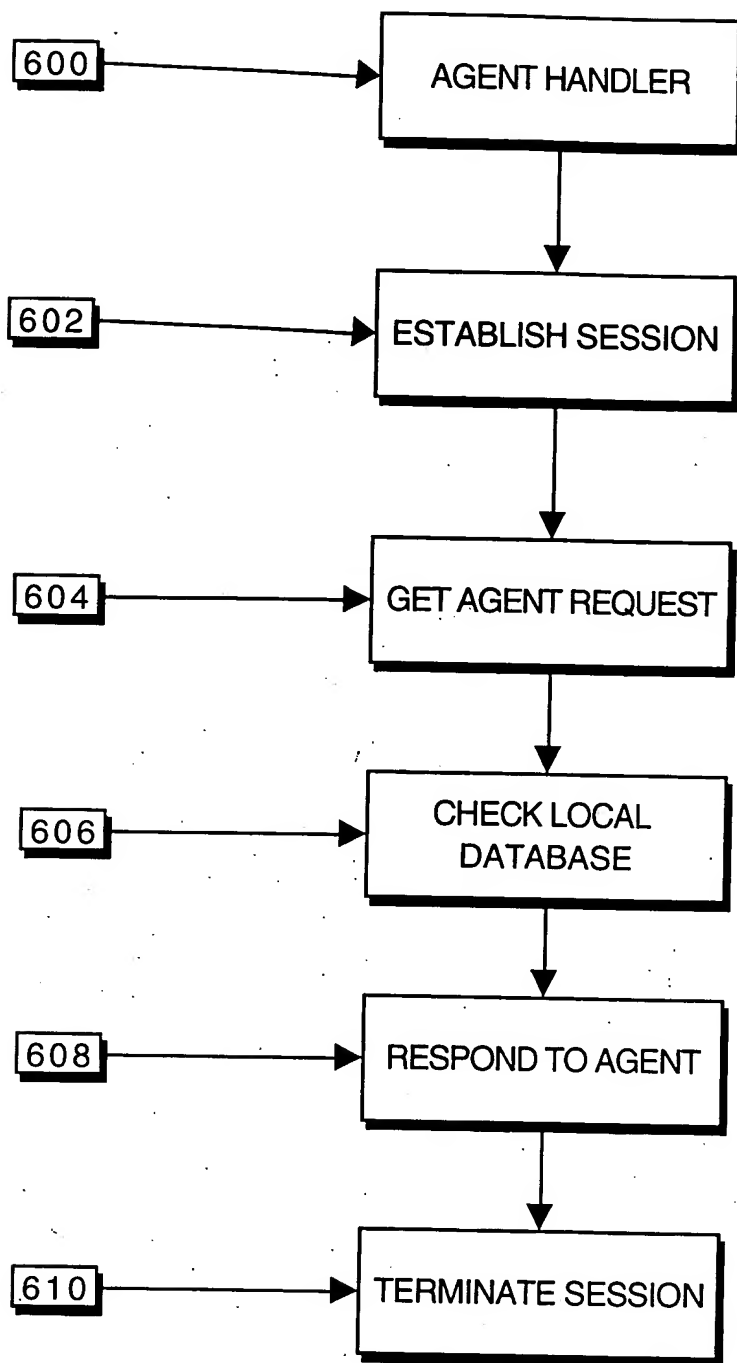 600
AGENT HANDLER
602
ESTABLISH SESSION
604
GET AGENT REQUEST
606
CHECK LOCAL
DATABASE
608
RESPOND TO AGENT
610
TERMINATE SESSION